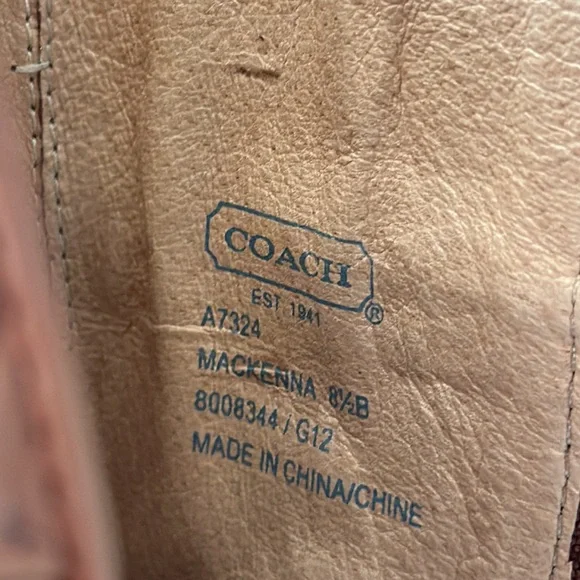 COACH
EST 1941 ®
A7324
MACKENNA 8½B
8008344/G12
MADE IN CHINA/CHINE